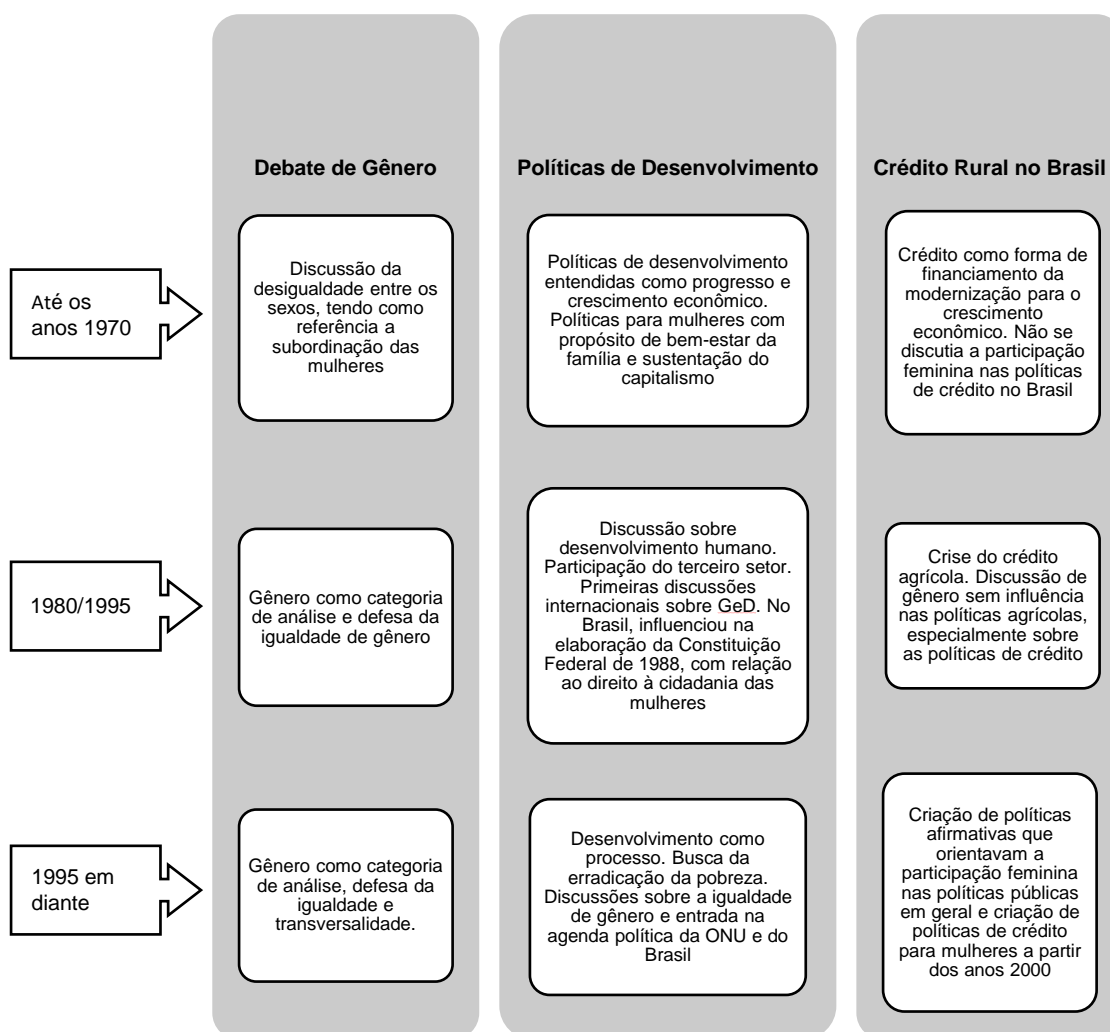 Debate de Gênero
Políticas de Desenvolvimento
Crédito Rural no Brasil
Até os
anos 1970
Discussão da
desigualdade entre os
sexos, tendo como
referência a
subordinação das
mulheres
Políticas de desenvolvimento
entendidas como progresso e
crescimento econômico.
Políticas para mulheres com
propósito de bem-estar da
família e sustentação do
capitalismo
Crédito como forma de
financiamento da
modernização para o
crescimento
econômico. Não se
discutia a participação
feminina nas políticas
de crédito no Brasil
1980/1995
Gênero como categoria
de análise e defesa da
igualdade de gênero
Discussão sobre
desenvolvimento humano.
Participação do terceiro setor.
Primeiras discussões
internacionais sobre GeD. No
Brasil, influenciou na
elaboração da Constituição
Federal de 1988, com relação
ao direito à cidadania das
mulheres
Crise do crédito
agrícola. Discussão de
gênero sem influência
nas políticas agrícolas,
especialmente sobre
as políticas de crédito
1995 em
diante
Gênero como categoria
de análise, defesa da
igualdade e
transversalidade.
Desenvolvimento como
processo. Busca da
erradicação da pobreza.
Discussões sobre a igualdade
de gênero e entrada na
agenda política da ONU e do
Brasil
Criação de políticas
afirmativas que
orientavam a
participação feminina
nas políticas públicas
em geral e criação de
políticas de crédito
para mulheres a partir
dos anos 2000